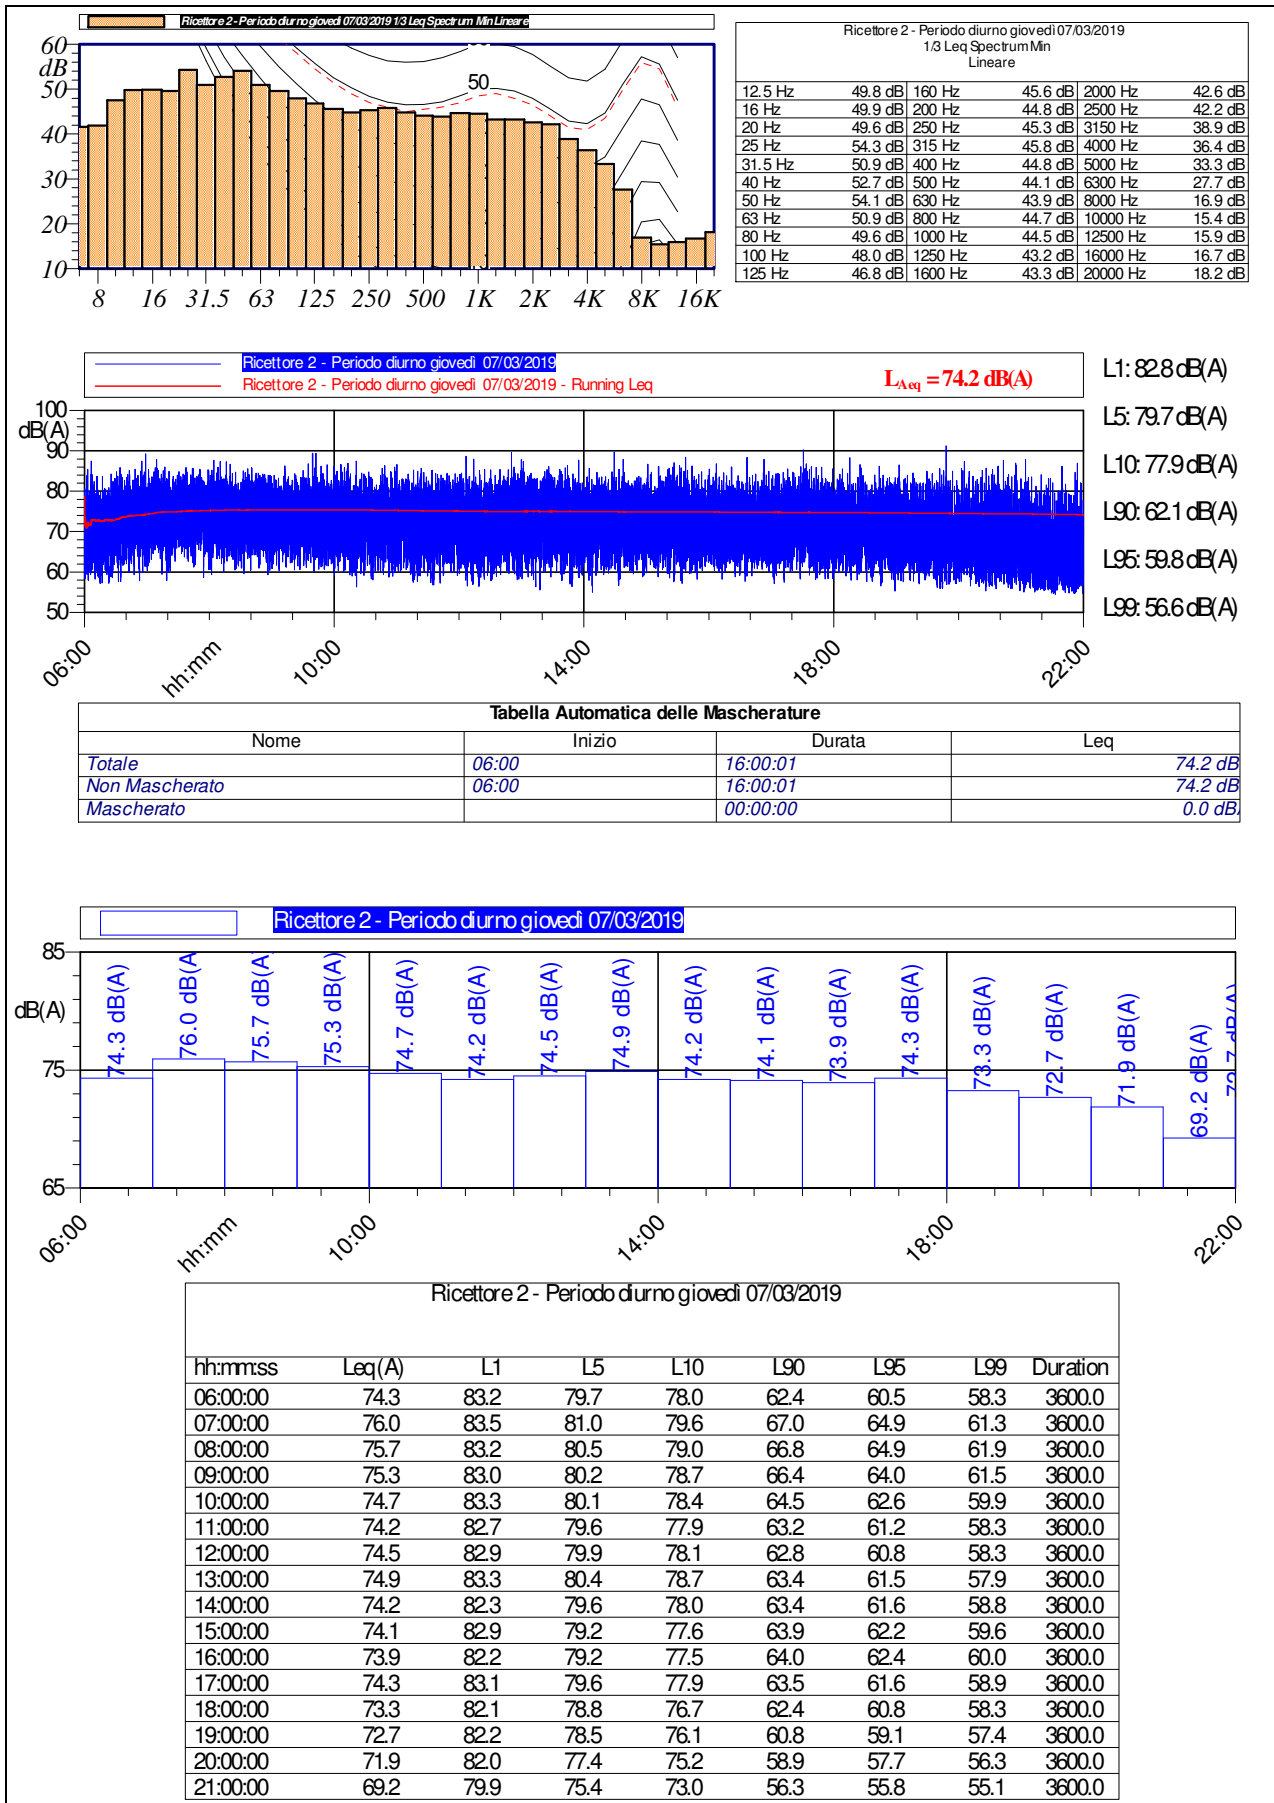 Ricettore 2 - Periodo diurno giovedì 07/03/2019 1/3 Leq Spectrum Min Lineare
60
dB
50
40
30
20
10
50
8 16 31.5 63 125 250 500 1K 2K 4K 8K 16K
Ricettore 2 - Periodo diurno giovedì 07/03/2019
1/3 Leq Spectrum Min
Lineare
12.5 Hz 49.8 dB 160 Hz 45.6 dB 2000 Hz 42.6 dB
16 Hz 49.9 dB 200 Hz 44.8 dB 2500 Hz 42.2 dB
20 Hz 49.6 dB 250 Hz 45.3 dB 3150 Hz 38.9 dB
25 Hz 54.3 dB 315 Hz 45.8 dB 4000 Hz 36.4 dB
31.5 Hz 50.9 dB 400 Hz 44.8 dB 5000 Hz 33.3 dB
40 Hz 52.7 dB 500 Hz 44.1 dB 6300 Hz 27.7 dB
50 Hz 54.1 dB 630 Hz 43.9 dB 8000 Hz 16.9 dB
63 Hz 50.9 dB 800 Hz 44.7 dB 10000 Hz 15.4 dB
80 Hz 49.6 dB 1000 Hz 44.5 dB 12500 Hz 15.9 dB
100 Hz 48.0 dB 1250 Hz 43.2 dB 16000 Hz 16.7 dB
125 Hz 46.8 dB 1600 Hz 43.3 dB 20000 Hz 18.2 dB
Ricettore 2 - Periodo diurno giovedì 07/03/2019
Ricettore 2 - Periodo diurno giovedì 07/03/2019 - Running Leq
LAeq = 74.2 dB(A)
100
dB(A)
90
80
70
60
50
06:00 hh:mm 10:00 14:00 18:00 22:00
L1: 82.8 dB(A)
L5: 79.7 dB(A)
L10: 77.9 dB(A)
L90: 62.1 dB(A)
L95: 59.8 dB(A)
L99: 56.6 dB(A)
Tabella Automatica delle Mascherature
Nome Inizio Durata Leq
Totale 06:00 16:00:01 74.2 dB
Non Mascherato 06:00 16:00:01 74.2 dB
Mascherato 00:00:00 0.0 dB
Ricettore 2 - Periodo diurno giovedì 07/03/2019
85
dB(A)
75
65
74.3 dB(A)
76.0 dB(A)
75.7 dB(A)
75.3 dB(A)
74.7 dB(A)
74.2 dB(A)
74.5 dB(A)
74.9 dB(A)
74.2 dB(A)
74.1 dB(A)
73.9 dB(A)
74.3 dB(A)
73.3 dB(A)
72.7 dB(A)
71.9 dB(A)
69.2 dB(A)
06:00 hh:mm 10:00 14:00 18:00 22:00
Ricettore 2 - Periodo diurno giovedì 07/03/2019
hh:mm:ss Leq(A) L1 L5 L10 L90 L95 L99 Duration
06:00:00 74.3 83.2 79.7 78.0 62.4 60.5 58.3 3600.0
07:00:00 76.0 83.5 81.0 79.6 67.0 64.9 61.3 3600.0
08:00:00 75.7 83.2 80.5 79.0 66.8 64.9 61.9 3600.0
09:00:00 75.3 83.0 80.2 78.7 66.4 64.0 61.5 3600.0
10:00:00 74.7 83.3 80.1 78.4 64.5 62.6 59.9 3600.0
11:00:00 74.2 82.7 79.6 77.9 63.2 61.2 58.3 3600.0
12:00:00 74.5 82.9 79.9 78.1 62.8 60.8 58.3 3600.0
13:00:00 74.9 83.3 80.4 78.7 63.4 61.5 57.9 3600.0
14:00:00 74.2 82.3 79.6 78.0 63.4 61.6 58.8 3600.0
15:00:00 74.1 82.9 79.2 77.6 63.9 62.2 59.6 3600.0
16:00:00 73.9 82.2 79.2 77.5 64.0 62.4 60.0 3600.0
17:00:00 74.3 83.1 79.6 77.9 63.5 61.6 58.9 3600.0
18:00:00 73.3 82.1 78.8 76.7 62.4 60.8 58.3 3600.0
19:00:00 72.7 82.2 78.5 76.1 60.8 59.1 57.4 3600.0
20:00:00 71.9 82.0 77.4 75.2 58.9 57.7 56.3 3600.0
21:00:00 69.2 79.9 75.4 73.0 56.3 55.8 55.1 3600.0